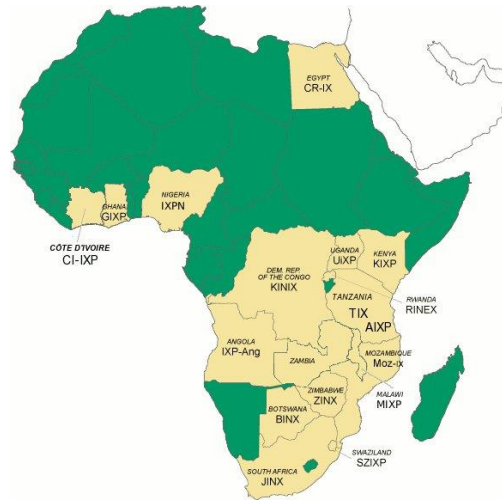 EGYPT
CR-IX
NIGERIA
IXPN
GHANA
GIXP
CÔTE D'IVOIRE
CI-IXP
UGANDA
UiXP
KENYA
KIXP
DEM. REP.
OF THE CONGO
KINIX
RWANDA
RINEX
TANZANIA
TIX
AIXP
ANGOLA
IXP-Ang
ZAMBIA
MOZAMBIQUE
Moz-ix
MALAWI
MIXP
ZIMBABWE
ZINX
BOTSWANA
BINX
SWAZILAND
SZIXP
SOUTH AFRICA
JINX